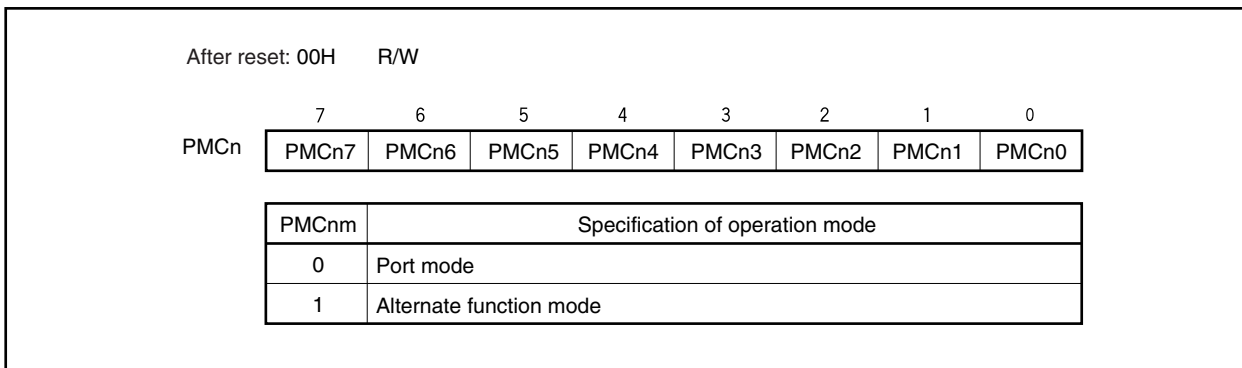 After reset: 00H R/W
7 6 5 4 3 2 1 0
PMCn PMCn7 PMCn6 PMCn5 PMCn4 PMCn3 PMCn2 PMCn1 PMCn0
PMCnm Specification of operation mode
0 Port mode
1 Alternate function mode